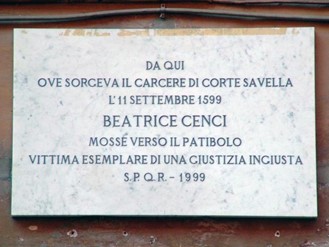 DA QUI
OVE SORGEVA IL CARCERE DI CORTE SAVELLA
L'11 SETTEMBRE 1599
BEATRICE CENCI
MOSSÉ VERSO IL PATIBOLO
VITTIMA ESEMPLARE DI UNA GIUSTIZIA INGIUSTA
S.P.Q.R. - 1999